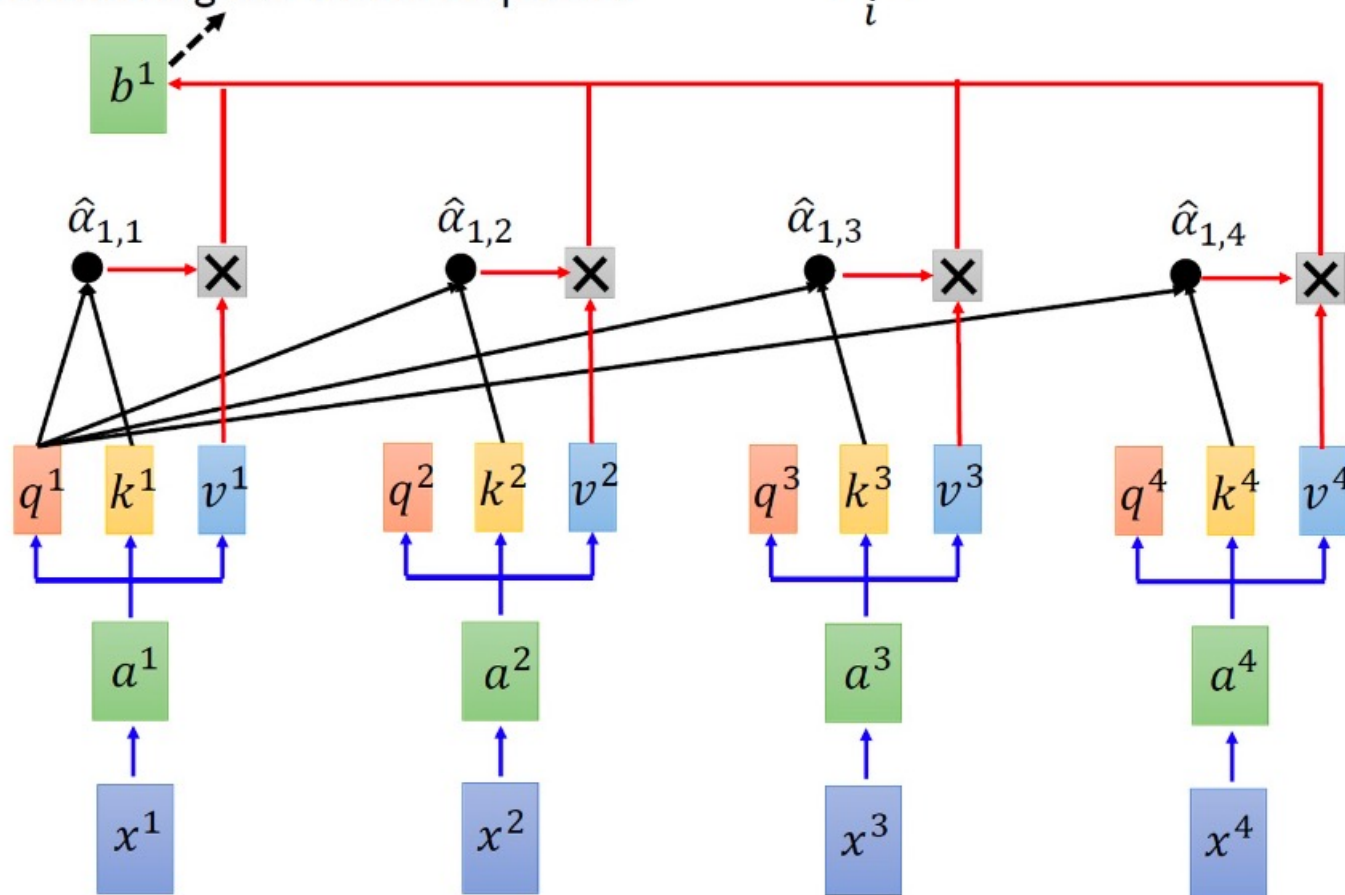 i
b¹
α̂₁,₁ α̂₁,₂ α̂₁,₃ α̂₁,₄
q¹ k¹ v¹ q² k² v² q³ k³ v³ q⁴ k⁴ v⁴
a¹ a² a³ a⁴
x¹ x² x³ x⁴